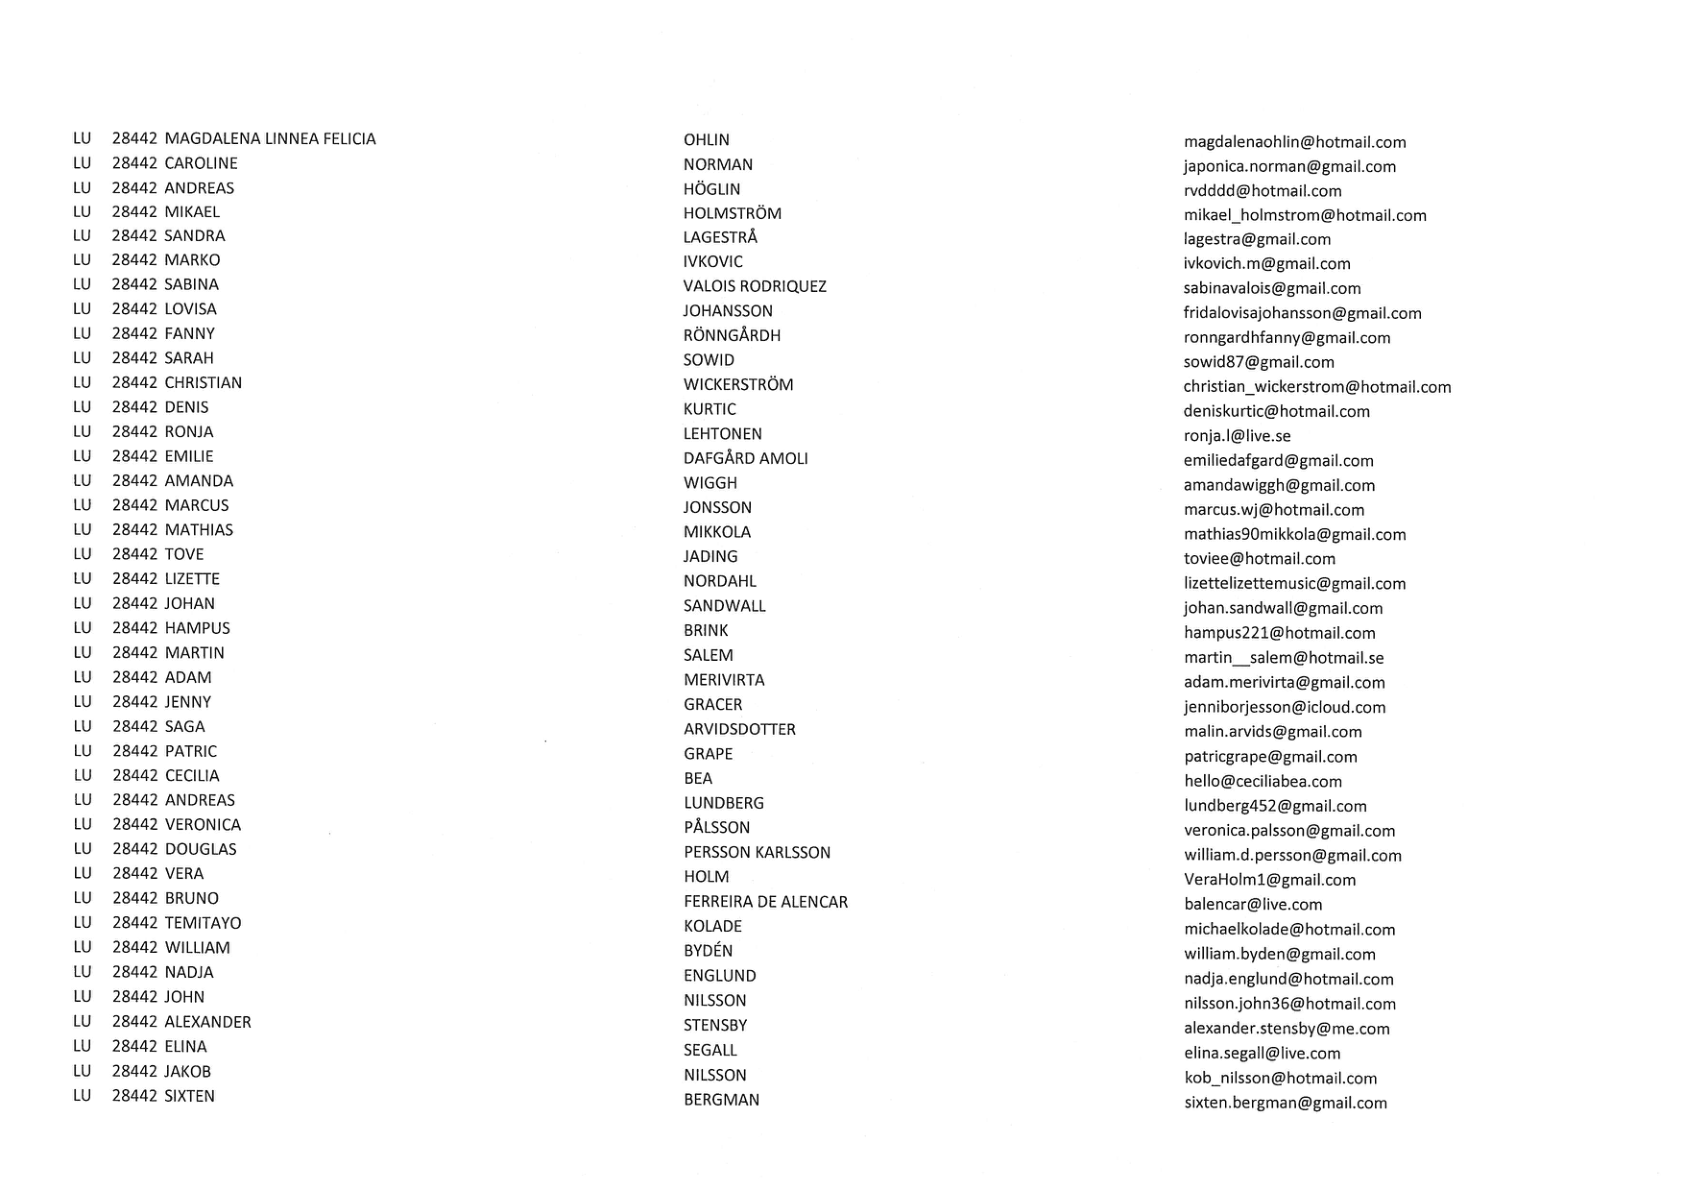 LU 28442 MAGDALENA LINNEA FELICIA OHLIN magdalenaohlin@hotmail.com
LU 28442 CAROLINE NORMAN japonica.norman@gmail.com
LU 28442 ANDREAS HÖGLIN rvdddd@hotmail.com
LU 28442 MIKAEL HOLMSTRÖM mikael_holmstrom@hotmail.com
LU 28442 SANDRA LAGESTRÅ lagestra@gmail.com
LU 28442 MARKO IVKOVIC ivkovich.m@gmail.com
LU 28442 SABINA VALOIS RODRIQUEZ sabinavalois@gmail.com
LU 28442 LOVISA JOHANSSON fridalovisajohansson@gmail.com
LU 28442 FANNY RÖNNGÅRDH ronngardhfanny@gmail.com
LU 28442 SARAH SOWID sowid87@gmail.com
LU 28442 CHRISTIAN WICKERSTRÖM christian_wickerstrom@hotmail.com
LU 28442 DENIS KURTIC deniskurtic@hotmail.com
LU 28442 RONJA LEHTONEN ronja.l@live.se
LU 28442 EMILIE DAFGÅRD AMOLI emiliedafgard@gmail.com
LU 28442 AMANDA WIGGH amandawiggh@gmail.com
LU 28442 MARCUS JONSSON marcus.wj@hotmail.com
LU 28442 MATHIAS MIKKOLA mathias90mikkola@gmail.com
LU 28442 TOVE JADING toviee@hotmail.com
LU 28442 LIZETTE NORDAHL lizettelizettemusic@gmail.com
LU 28442 JOHAN SANDWALL johan.sandwall@gmail.com
LU 28442 HAMPUS BRINK hampus221@hotmail.com
LU 28442 MARTIN SALEM martin__salem@hotmail.se
LU 28442 ADAM MERIVIRTA adam.merivirta@gmail.com
LU 28442 JENNY GRACER jenniborjesson@icloud.com
LU 28442 SAGA ARVIDSDOTTER malin.arvids@gmail.com
LU 28442 PATRIC GRAPE patricgrape@gmail.com
LU 28442 CECILIA BEA hello@ceciliabea.com
LU 28442 ANDREAS LUNDBERG lundberg452@gmail.com
LU 28442 VERONICA PÅLSSON veronica.palsson@gmail.com
LU 28442 DOUGLAS PERSSON KARLSSON william.d.persson@gmail.com
LU 28442 VERA HOLM VeraHolm1@gmail.com
LU 28442 BRUNO FERREIRA DE ALENCAR balencar@live.com
LU 28442 TEMITAYO KOLADE michaelkolade@hotmail.com
LU 28442 WILLIAM BYDÉN william.byden@gmail.com
LU 28442 NADJA ENGLUND nadja.englund@hotmail.com
LU 28442 JOHN NILSSON nilsson.john36@hotmail.com
LU 28442 ALEXANDER STENSBY alexander.stensby@me.com
LU 28442 ELINA SEGALL elina.segall@live.com
LU 28442 JAKOB NILSSON kob_nilsson@hotmail.com
LU 28442 SIXTEN BERGMAN sixten.bergman@gmail.com